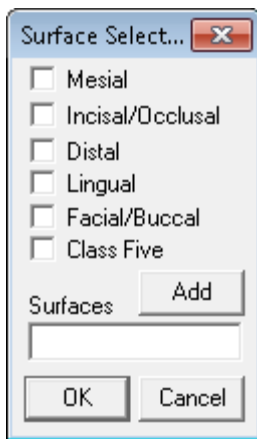 Surface Select...
Mesial
Incisal/Occlusal
Distal
Lingual
Facial/Buccal
Class Five
Surfaces Add
OK Cancel